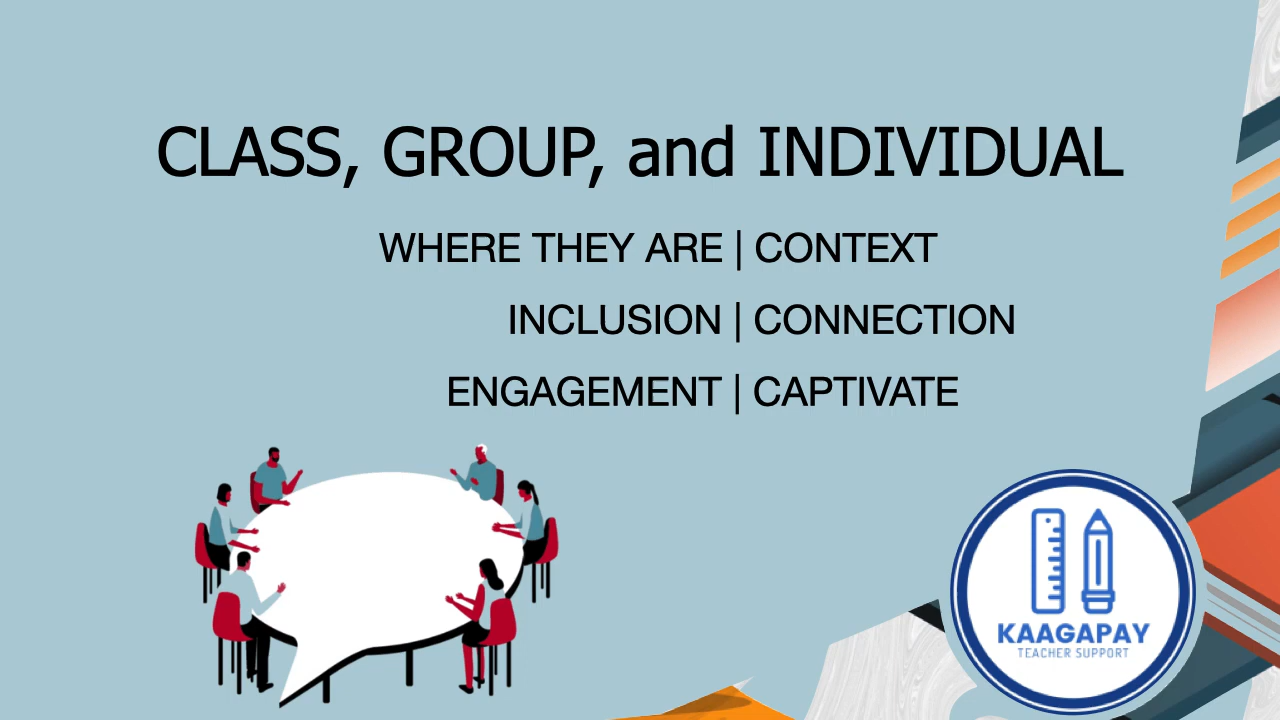 CLASS, GROUP, and INDIVIDUAL
WHERE THEY ARE | CONTEXT
INCLUSION | CONNECTION
ENGAGEMENT | CAPTIVATE
KAAGAPAY
TEACHER SUPPORT